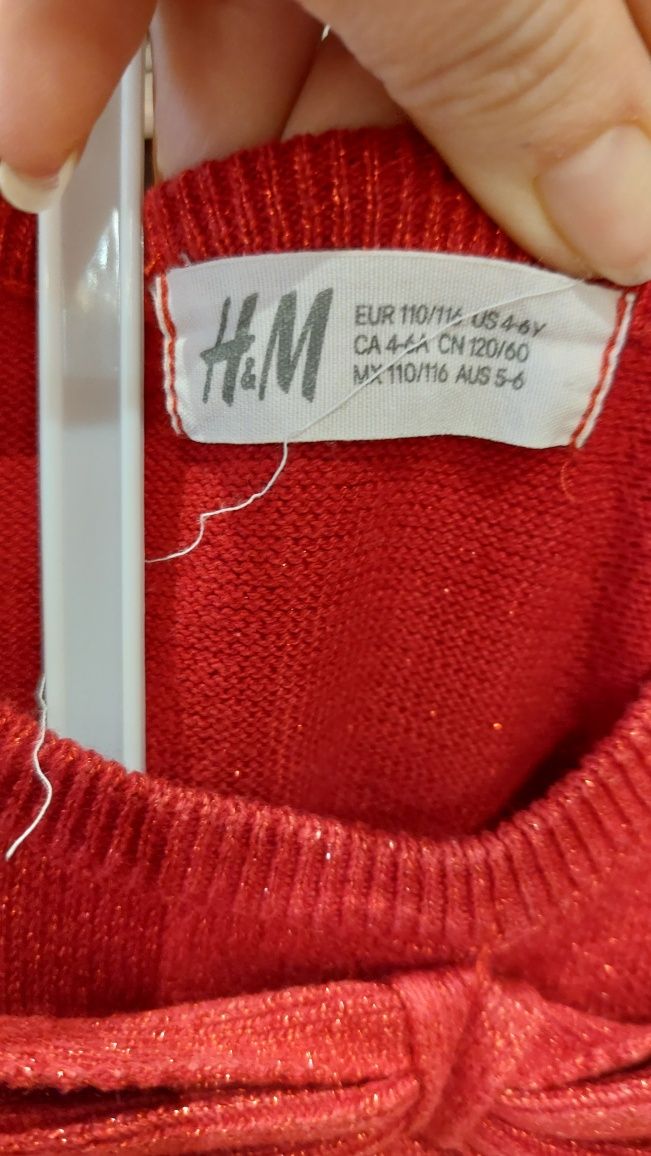 H&M
EUR 110/116 US 4-6Y
CA 4-6A CN 120/60
MX 110/116 AUS 5-6